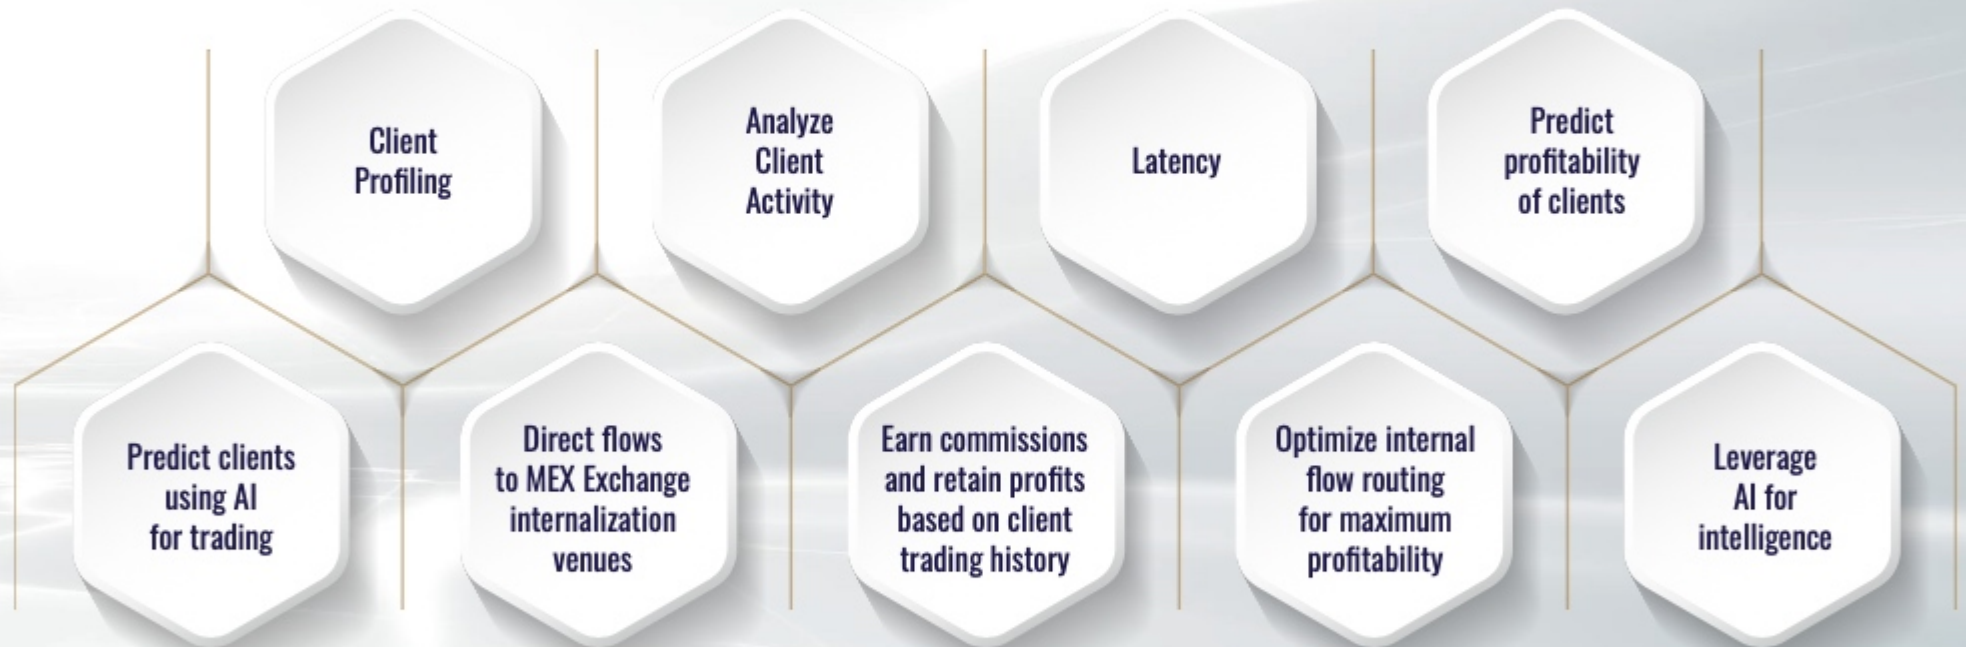 Client
Profiling
Analyze
Client
Activity
Latency
Predict
profitability
of clients
Predict clients
using AI
for trading
Direct flows
to MEX Exchange
internalization
venues
Earn commissions
and retain profits
based on client
trading history
Optimize internal
flow routing
for maximum
profitability
Leverage
AI for
intelligence